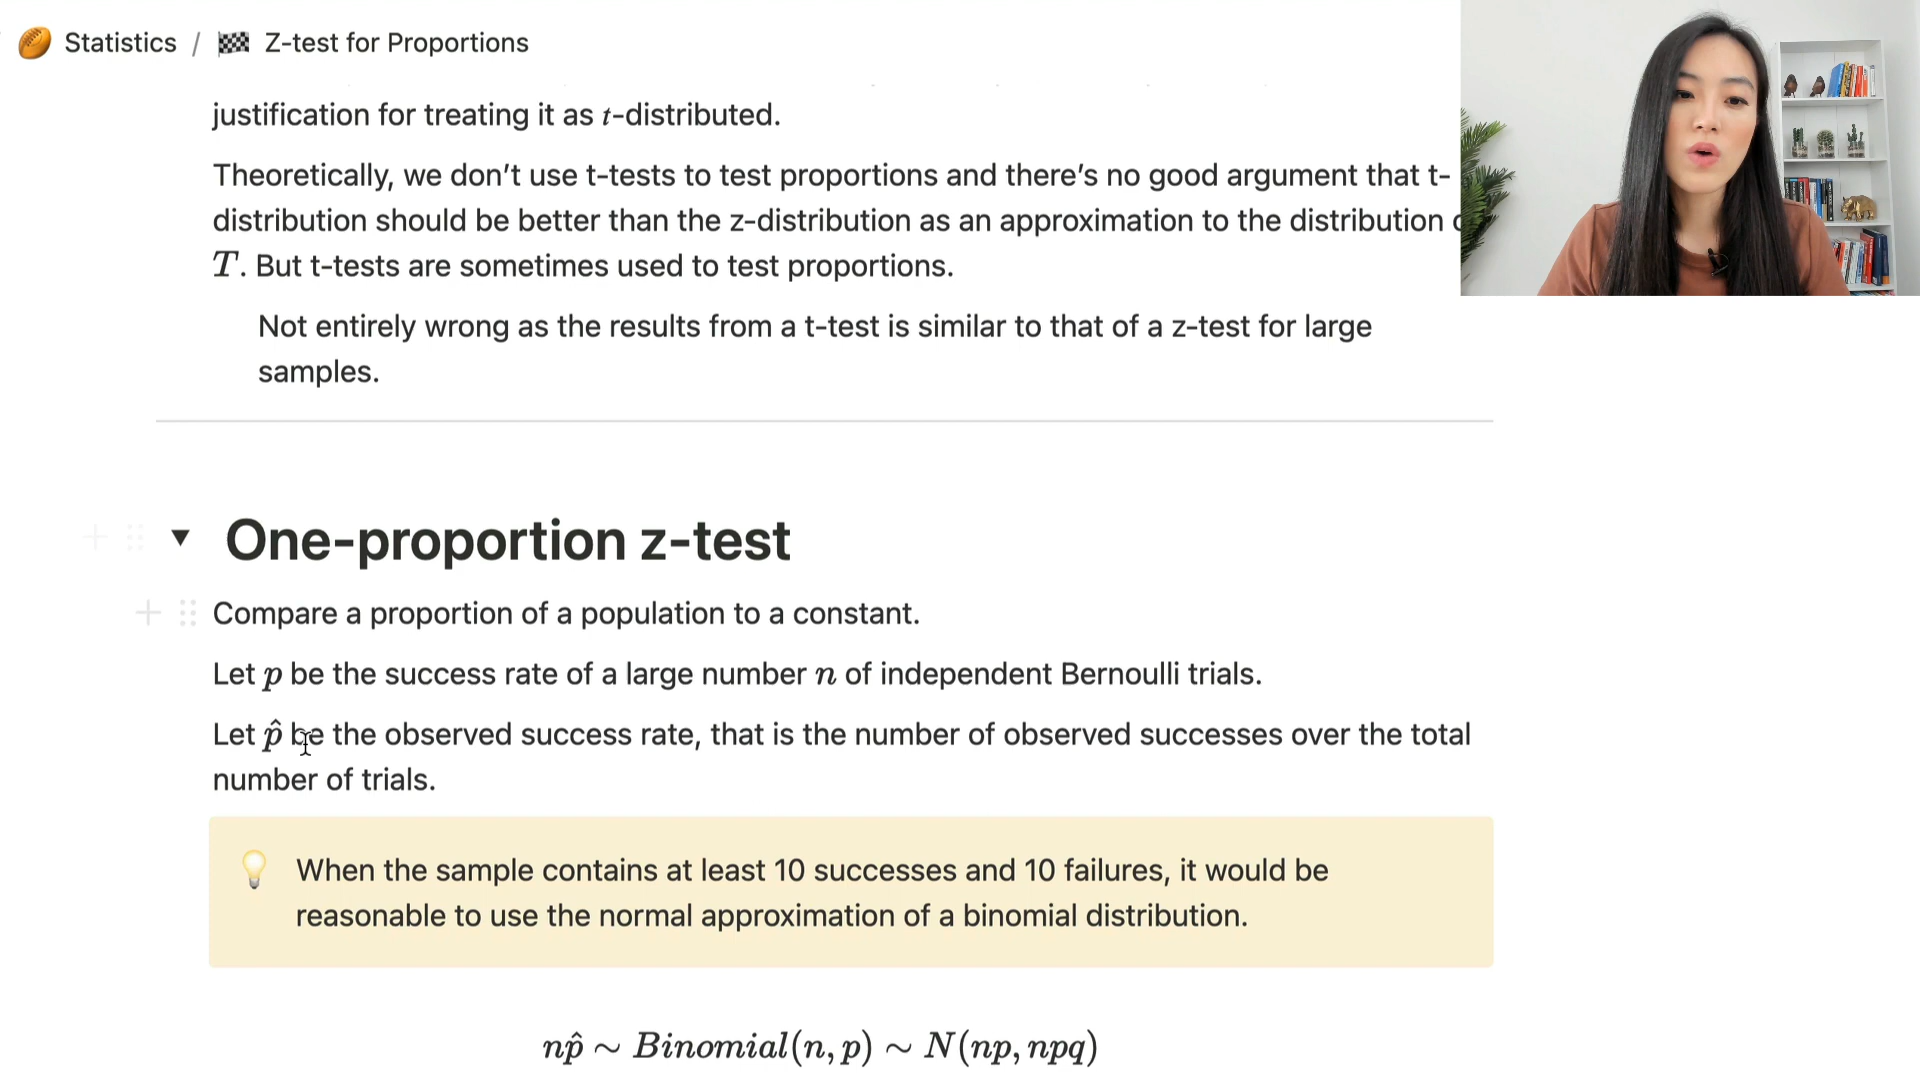 Statistics / Z-test for Proportions
justification for treating it as t-distributed.
Theoretically, we don’t use t-tests to test proportions and there’s no good argument that t-
distribution should be better than the z-distribution as an approximation to the distribution
T. But t-tests are sometimes used to test proportions.
Not entirely wrong as the results from a t-test is similar to that of a z-test for large
samples.
One-proportion z-test
Compare a proportion of a population to a constant.
Let p be the success rate of a large number n of independent Bernoulli trials.
Let p̂ be the observed success rate, that is the number of observed successes over the total
number of trials.
When the sample contains at least 10 successes and 10 failures, it would be
reasonable to use the normal approximation of a binomial distribution.
np̂ ∼ Binomial(n, p) ∼ N(np, npq)